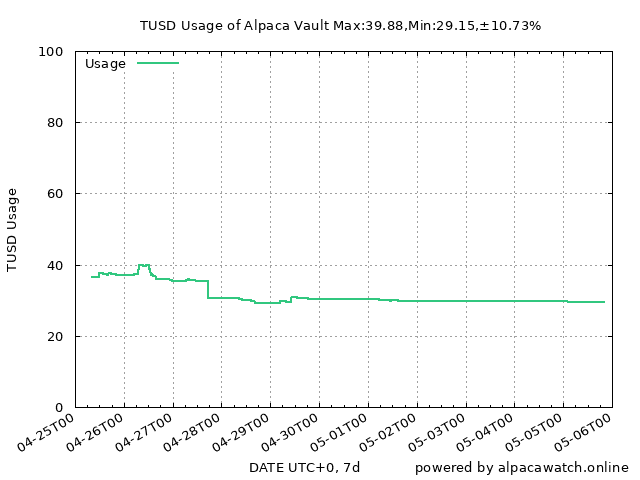 TUSD Usage of Alpaca Vault Max:39.88,Min:29.15,±10.73%
Usage
TUSD Usage
100
80
60
40
20
0
04-25T00
04-26T00
04-27T00
04-28T00
04-29T00
04-30T00
05-01T00
05-02T00
05-03T00
05-04T00
05-05T00
05-06T00
DATE UTC+0, 7d
powered by alpacawatch.online